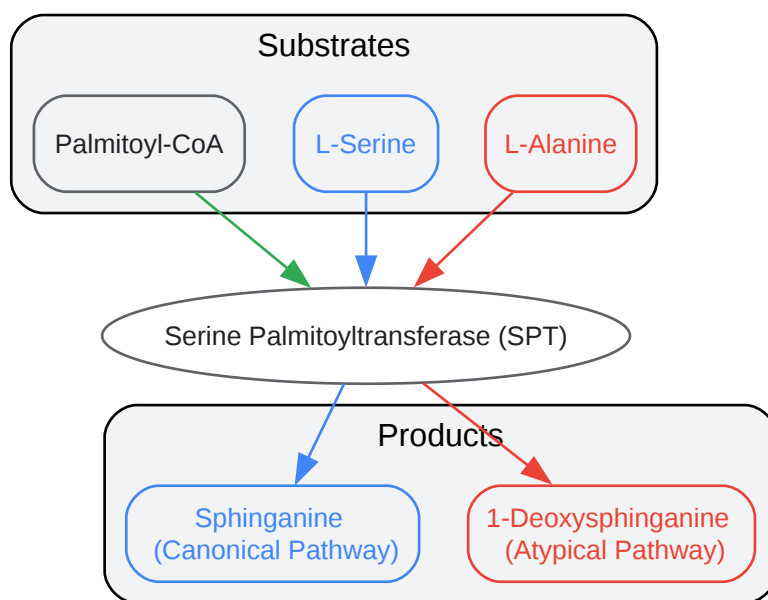 Substrates
Palmitoyl-CoA
L-Serine
L-Alanine
Serine Palmitoyltransferase (SPT)
Products
Sphinganine
(Canonical Pathway)
1-Deoxysphinganine
(Atypical Pathway)